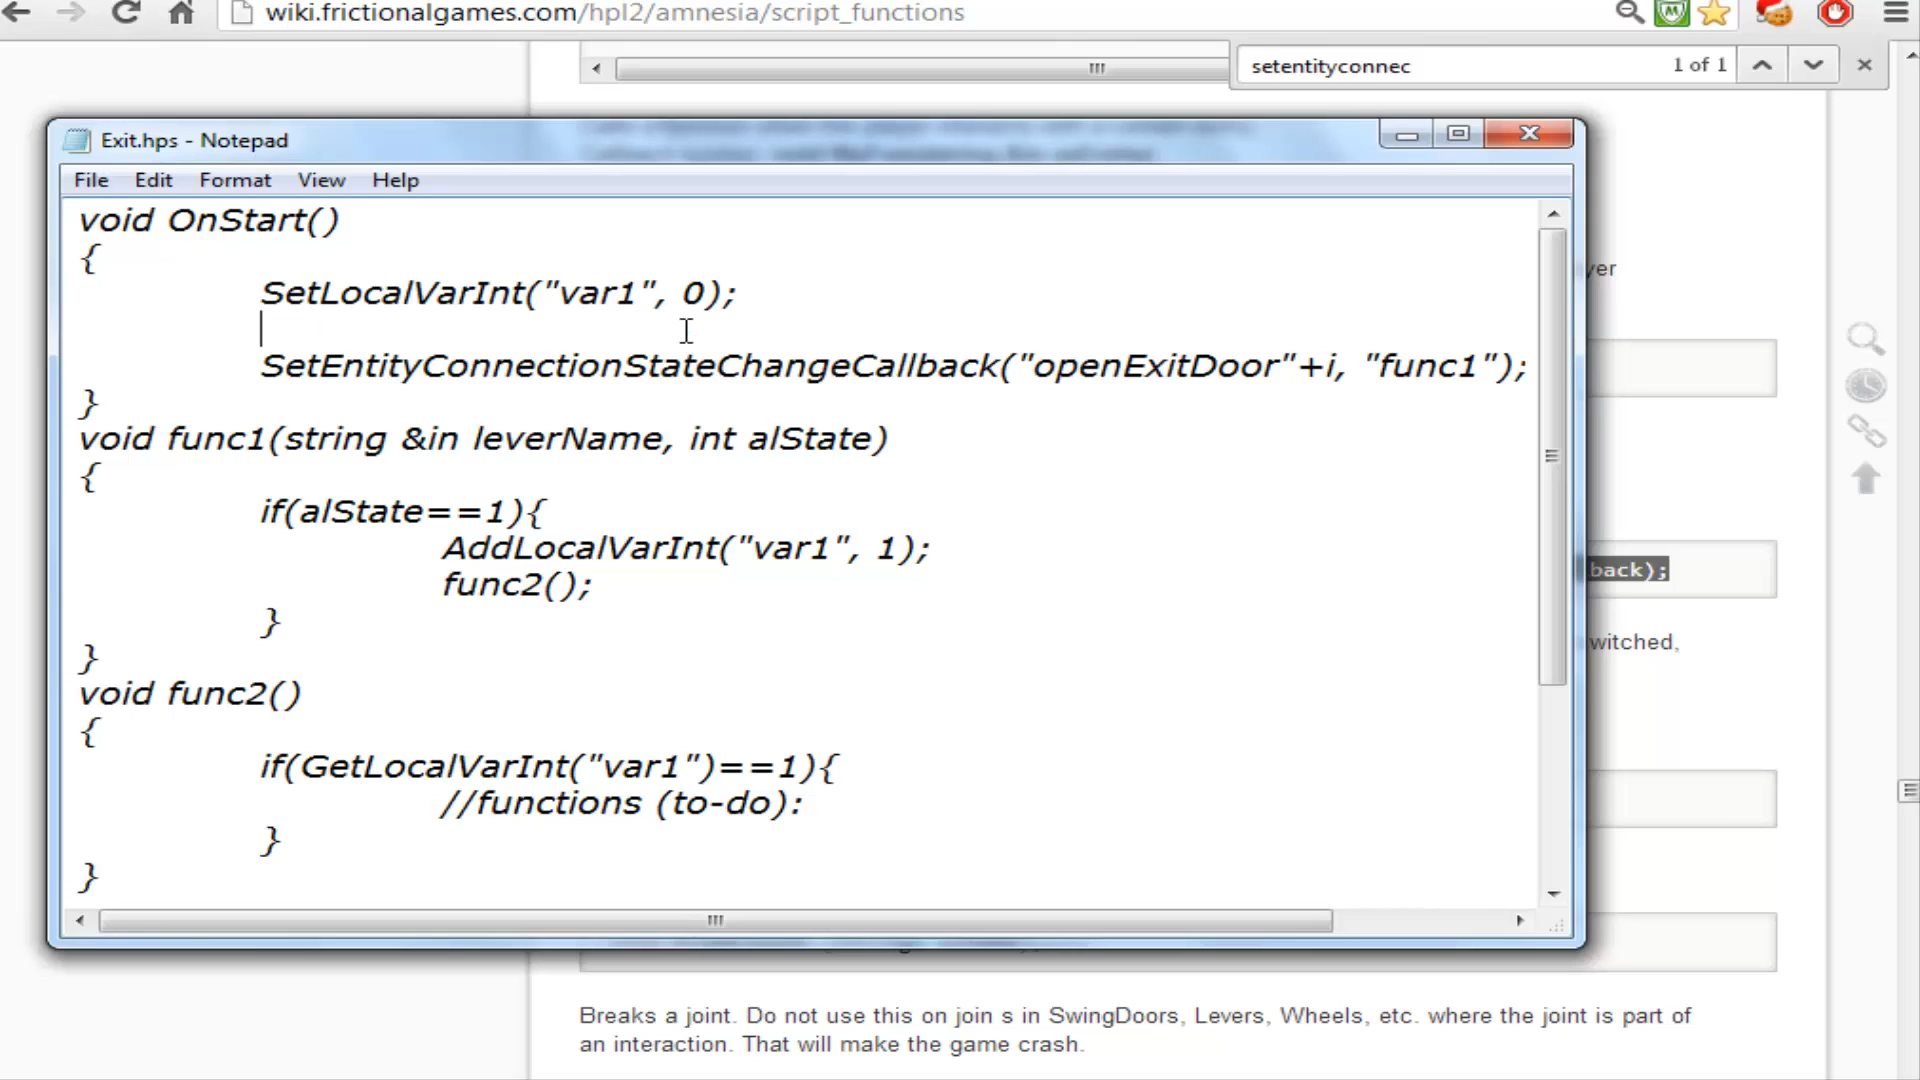 wiki.frictionalgames.com/hpl2/amnesia/script_functions
setentityconnec 1 of 1
Exit.hps - Notepad
File Edit Format View Help
void OnStart()
{
SetLocalVarInt("var1", 0);
SetEntityConnectionStateChangeCallback("openExitDoor"+i, "func1");
}
void func1(string &in leverName, int alState)
{
if(alState==1){
AddLocalVarInt("var1", 1);
func2();
}
}
void func2()
{
if(GetLocalVarInt("var1")==1){
//functions (to-do):
}
}
yer
back);
witched,
Breaks a joint. Do not use this on join s in SwingDoors, Levers, Wheels, etc. where the joint is part of
an interaction. That will make the game crash.